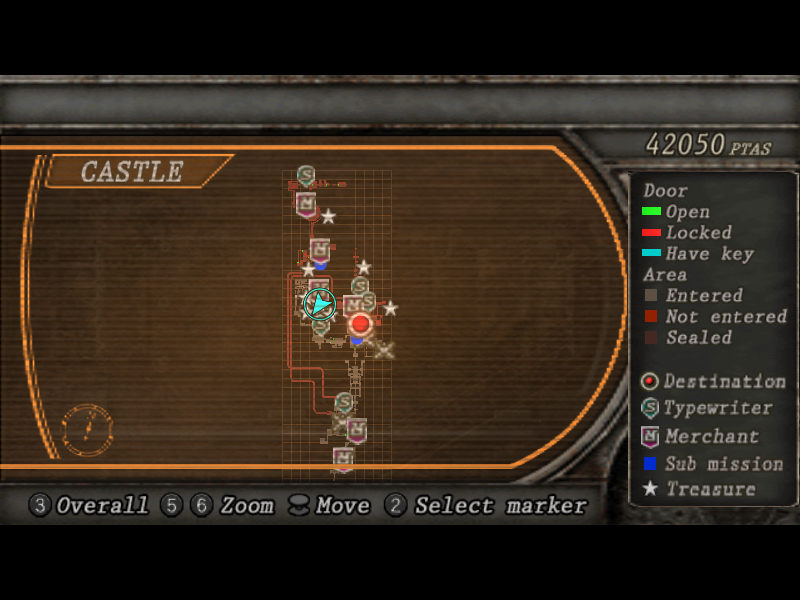 42050 PTAS
CASTLE
Door
Open
Locked
Have key
Area
Entered
Not entered
Sealed
Destination
S Typewriter
M Merchant
Sub mission
Treasure
3 Overall 5 6 Zoom Move 2 Select marker